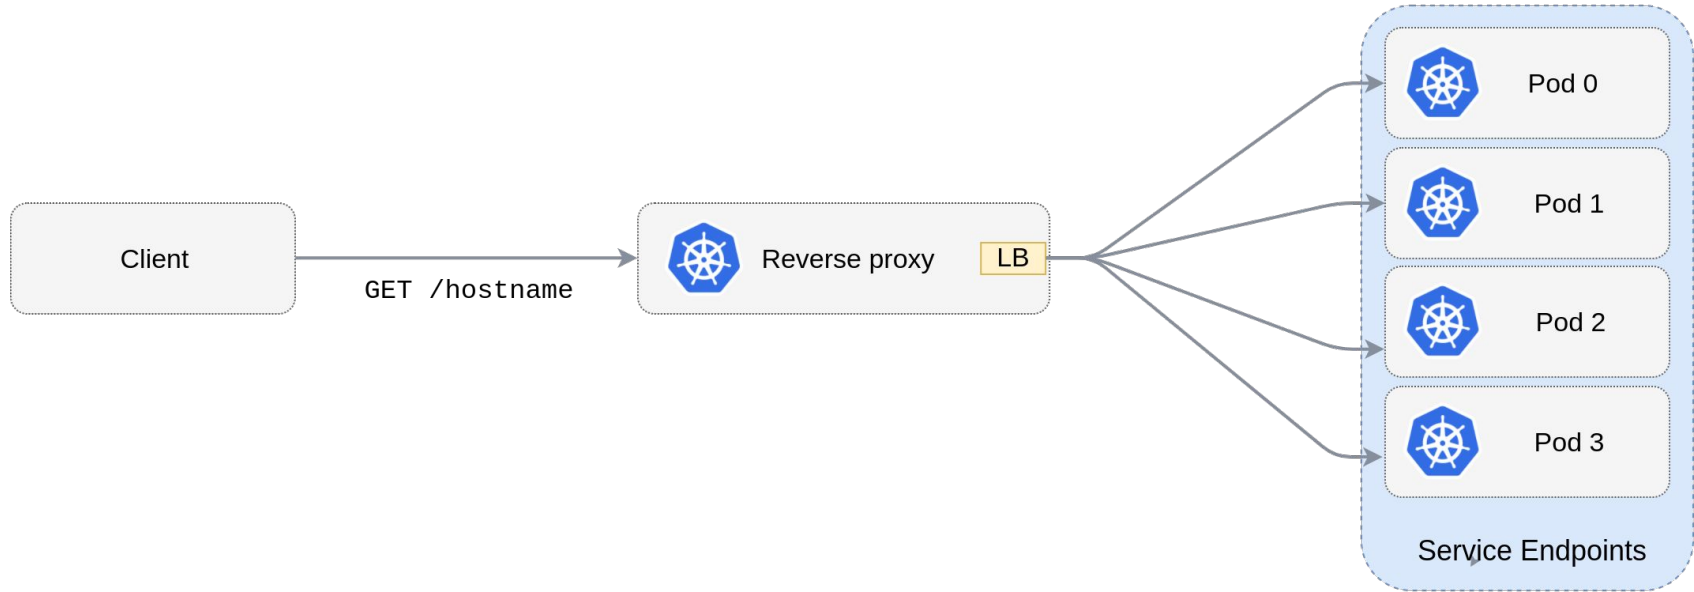 Client
GET /hostname
Reverse proxy
LB
Pod 0
Pod 1
Pod 2
Pod 3
Service Endpoints